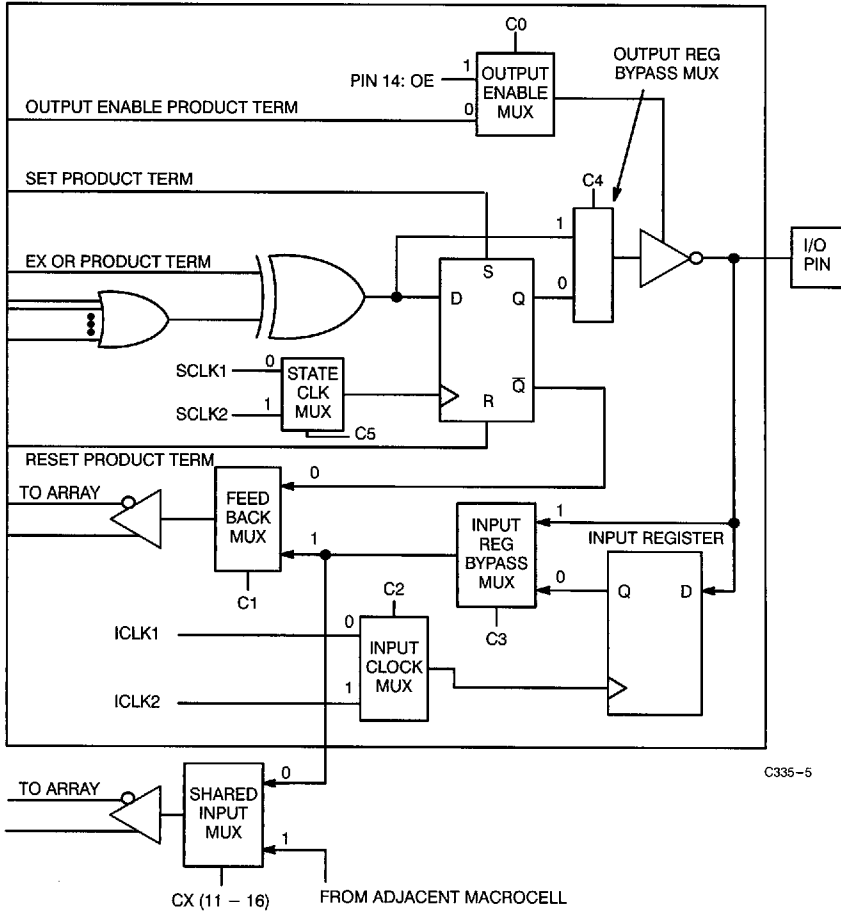 C0
OUTPUT REG
BYPASS MUX
1
PIN 14: OE
OUTPUT
ENABLE
MUX
0
OUTPUT ENABLE PRODUCT TERM
SET PRODUCT TERM
C4
1
I/O
PIN
EX OR PRODUCT TERM
S
D
Q
0
SCLK1
0
STATE
CLK
MUX
SCLK2
1
C5
R
Q
RESET PRODUCT TERM
TO ARRAY
FEED
BACK
MUX
0
1
C1
INPUT
REG
BYPASS
MUX
1
0
C3
INPUT REGISTER
Q
D
C2
ICLK1
0
INPUT
CLOCK
MUX
ICLK2
1
C335-5
TO ARRAY
SHARED
INPUT
MUX
0
1
CX (11 – 16)
FROM ADJACENT MACROCELL